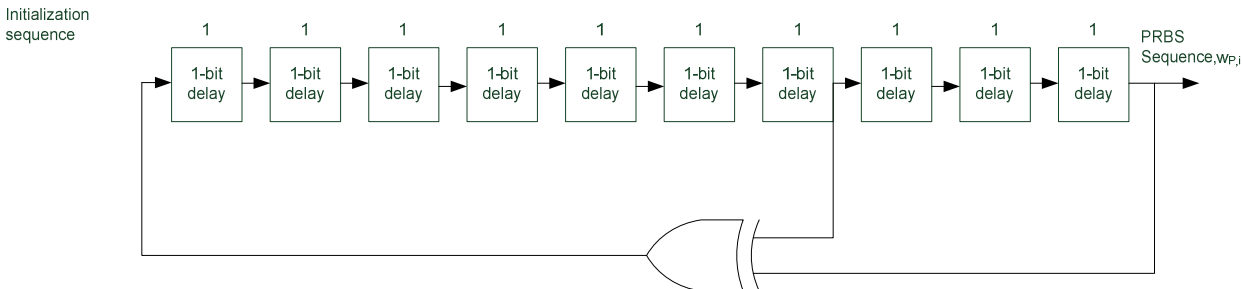 Initialization
sequence
1 1 1 1 1 1 1 1 1 1
PRBS
Sequence,wP,i
1-bit 1-bit 1-bit 1-bit 1-bit 1-bit 1-bit 1-bit 1-bit 1-bit
delay delay delay delay delay delay delay delay delay delay